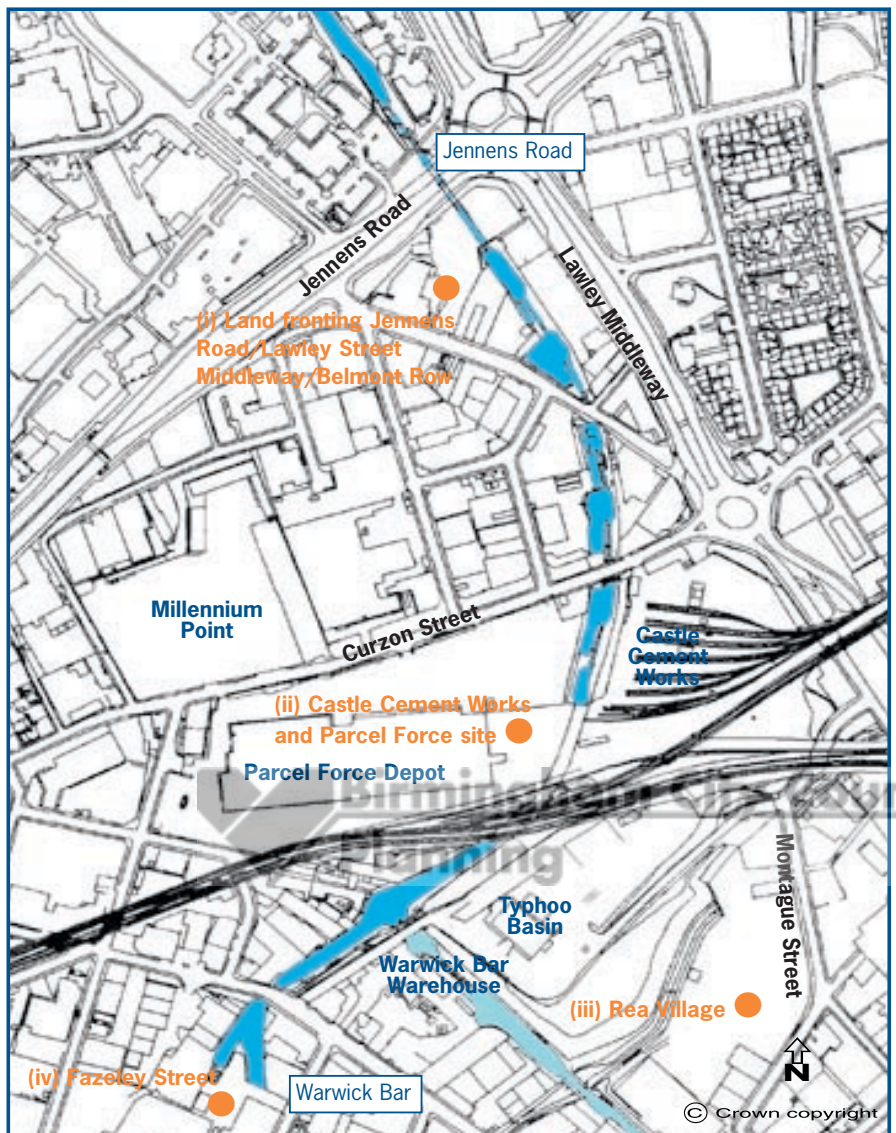 Jennens Road
Jennens Road
Lawley Middleway
(i) Land fronting Jennens
Road/Lawley Street
Middleway/Belmont Row
Millennium
Point
Curzon Street
Castle
Cement
Works
(ii) Castle Cement Works
and Parcel Force site
Parcel Force Depot
Birmingham City Coun
Planning
Montague Street
Typhoo
Basin
Warwick Bar
Warehouse
(iii) Rea Village
(iv) Fazeley Street
Warwick Bar
N
© Crown copyright